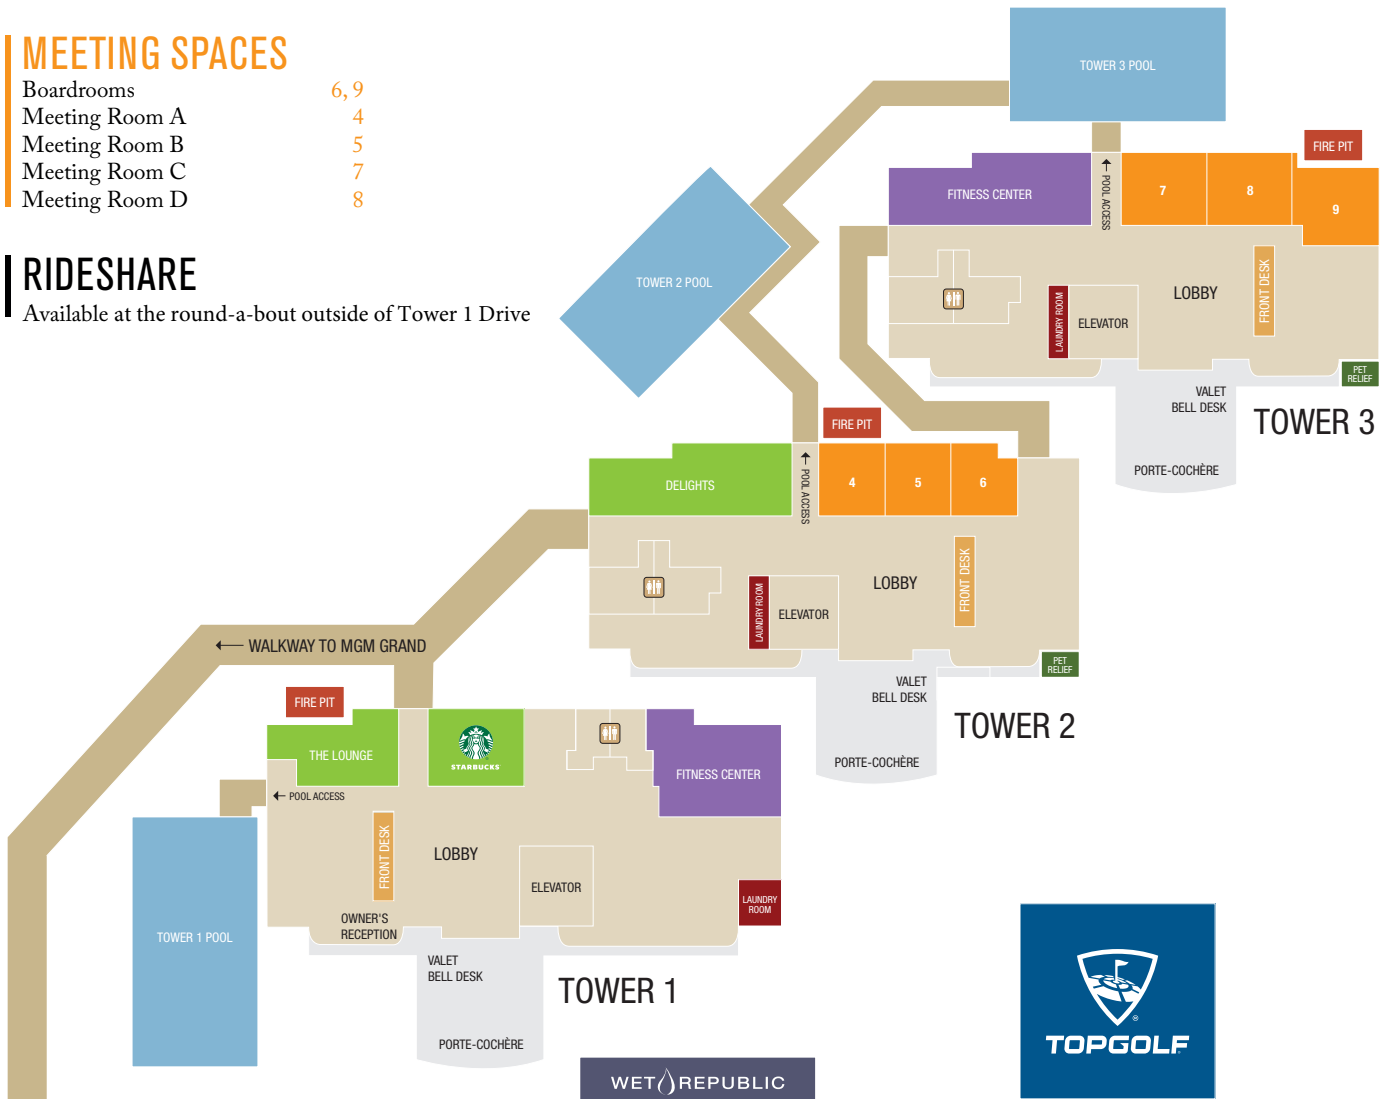 MEETING SPACES
Boardrooms 6, 9
Meeting Room A 4
Meeting Room B 5
Meeting Room C 7
Meeting Room D 8
RIDESHARE
Available at the round-a-bout outside of Tower 1 Drive
TOWER 3 POOL
FIRE PIT
FITNESS CENTER
POOL ACCESS
7
8
9
LOBBY
FRONT DESK
LAUNDRY ROOM
ELEVATOR
PET
RELIEF
VALET
BELL DESK
TOWER 3
PORTE-COCHÈRE
TOWER 2 POOL
FIRE PIT
DELIGHTS
POOL ACCESS
4
5
6
LOBBY
FRONT DESK
LAUNDRY ROOM
ELEVATOR
PET
RELIEF
VALET
BELL DESK
TOWER 2
PORTE-COCHÈRE
WALKWAY TO MGM GRAND
FIRE PIT
THE LOUNGE
STARBUCKS
FITNESS CENTER
POOL ACCESS
FRONT DESK
LOBBY
ELEVATOR
LAUNDRY
ROOM
OWNER'S
RECEPTION
TOWER 1 POOL
VALET
BELL DESK
TOWER 1
PORTE-COCHÈRE
WET REPUBLIC
TOPGOLF